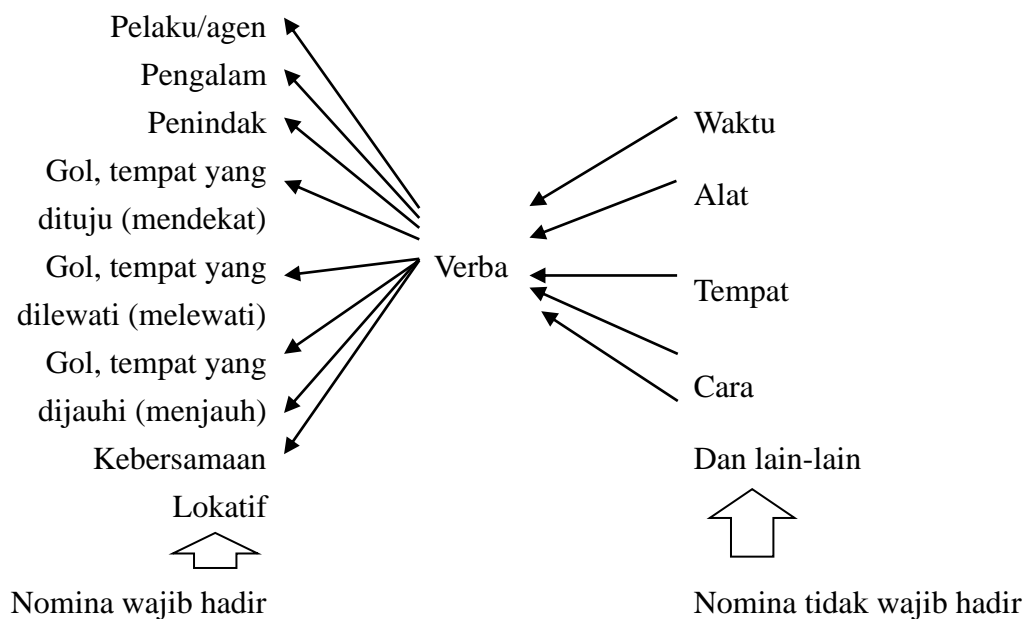 Pelaku/agen
Pengalam
Penindak
Gol, tempat yang
dituju (mendekat)
Gol, tempat yang
dilewati (melewati)
Gol, tempat yang
dijauhi (menjauh)
Kebersamaan
Lokatif
Nomina wajib hadir
Verba
Waktu
Alat
Tempat
Cara
Dan lain-lain
Nomina tidak wajib hadir